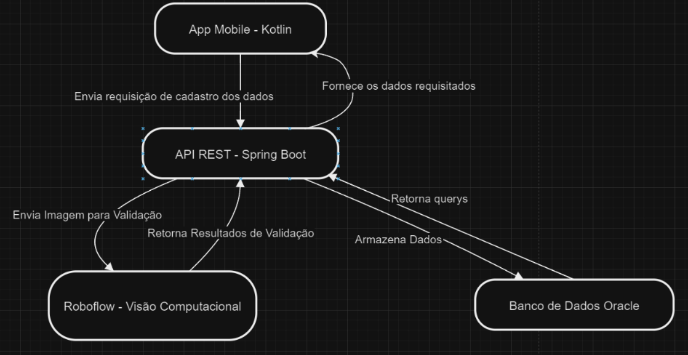 App Mobile - Kotlin
Fornece os dados requisitados
Envia requisição de cadastro dos dados
API REST - Spring Boot
Retorna querys
Envia Imagem para Validação
Retorna Resultados de Validação
Armazena Dados
Roboflow - Visão Computacional
Banco de Dados Oracle